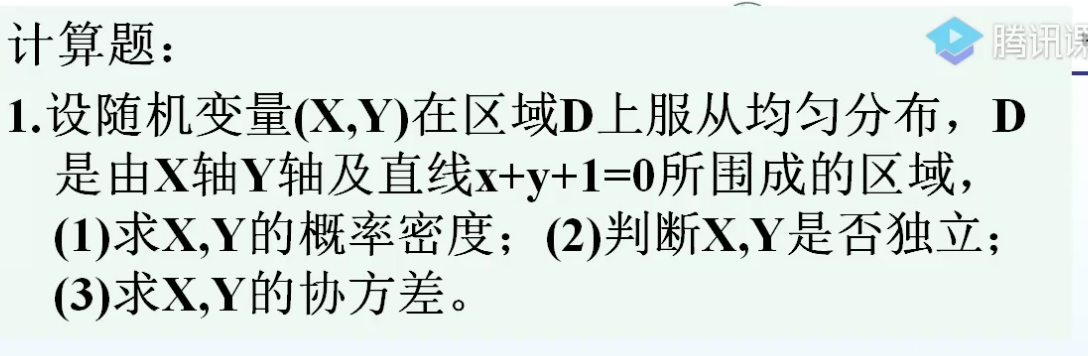 计算题：
腾讯课
1.设随机变量(X,Y)在区域D上服从均匀分布，D
是由X轴Y轴及直线x+y+1=0所围成的区域，
(1)求X,Y的概率密度；(2)判断X,Y是否独立；
(3)求X,Y的协方差。